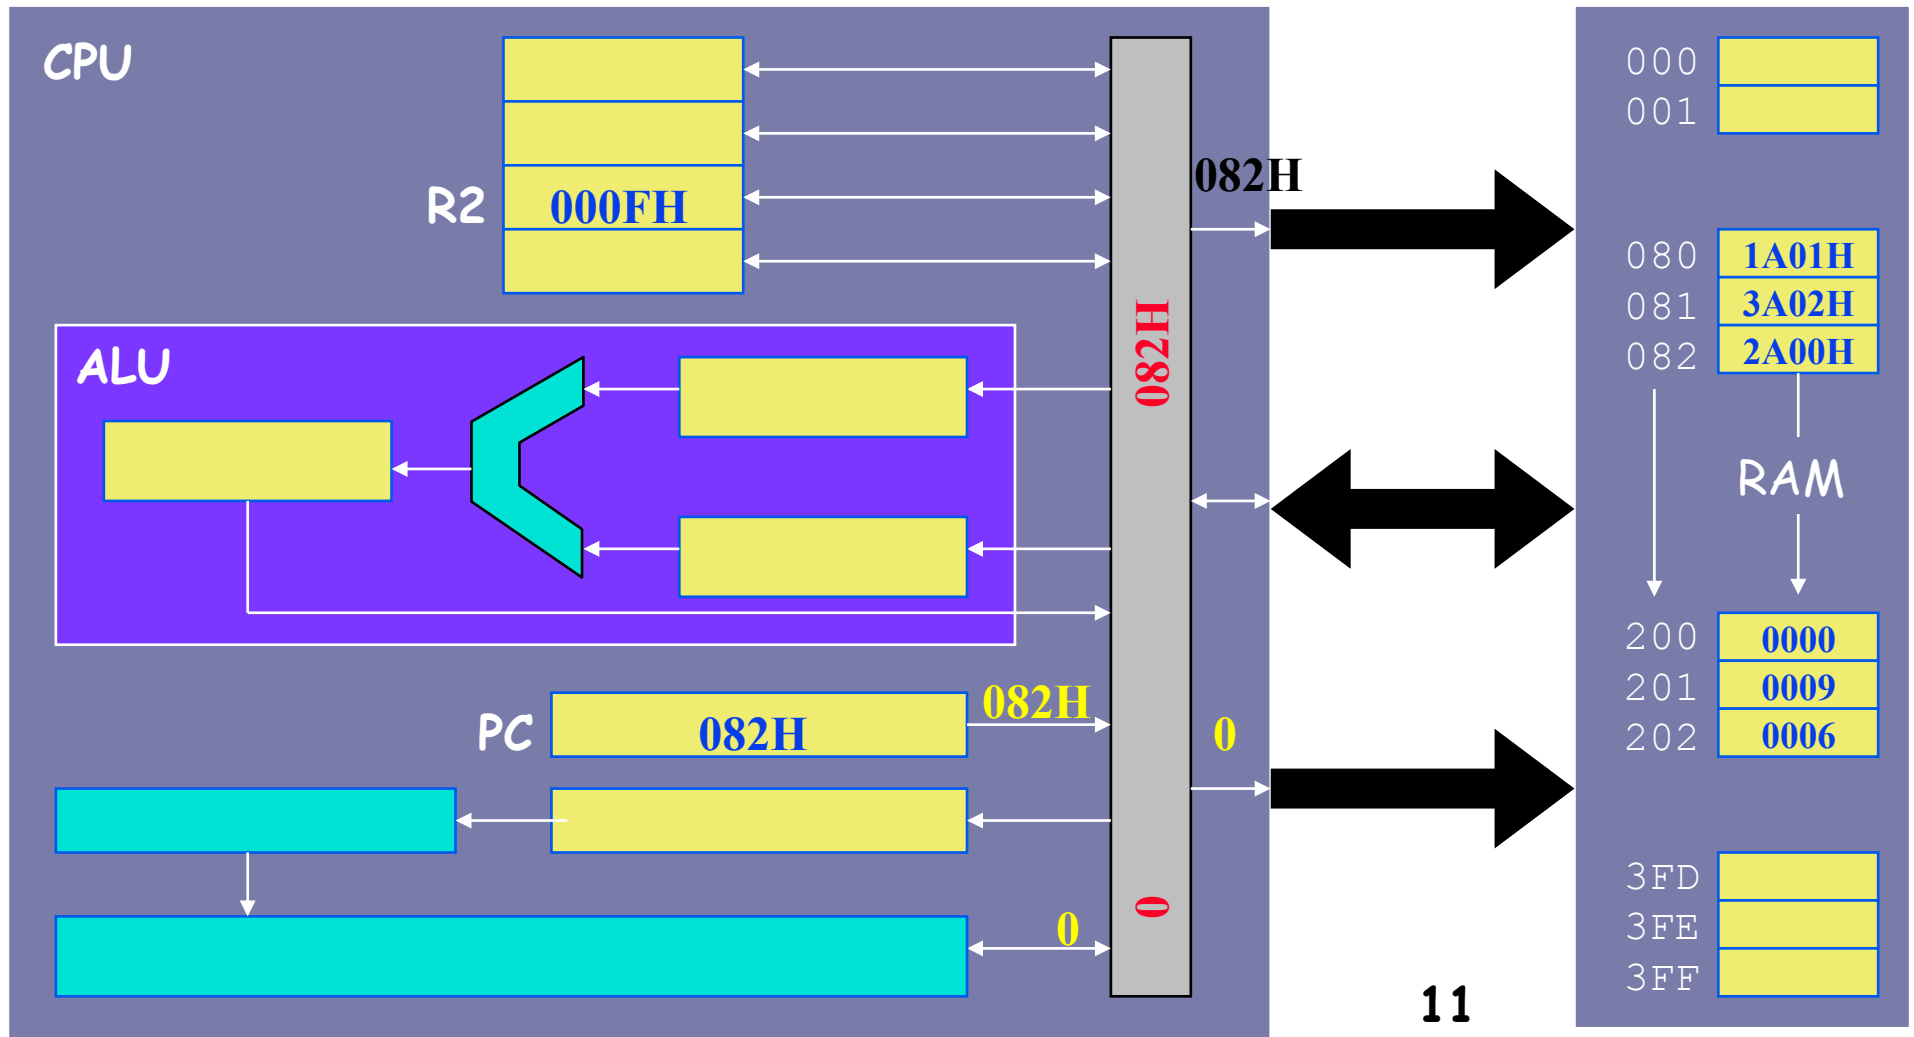 CPU
000
001
082H
R2 000FH
080 1A01H
081 3A02H
082 2A00H
082H
ALU
RAM
200 0000
201 0009
202 0006
PC 082H 082H
0
0
0
3FD
3FE
3FF
11